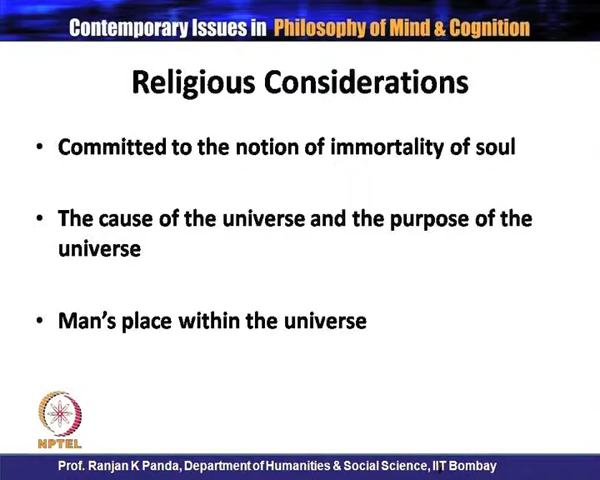 Contemporary Issues in Philosophy of Mind & Cognition
Religious Considerations
• Committed to the notion of immortality of soul
• The cause of the universe and the purpose of the
universe
• Man's place within the universe
NPTEL
Prof. Ranjan K Panda, Department of Humanities & Social Science, IIT Bombay